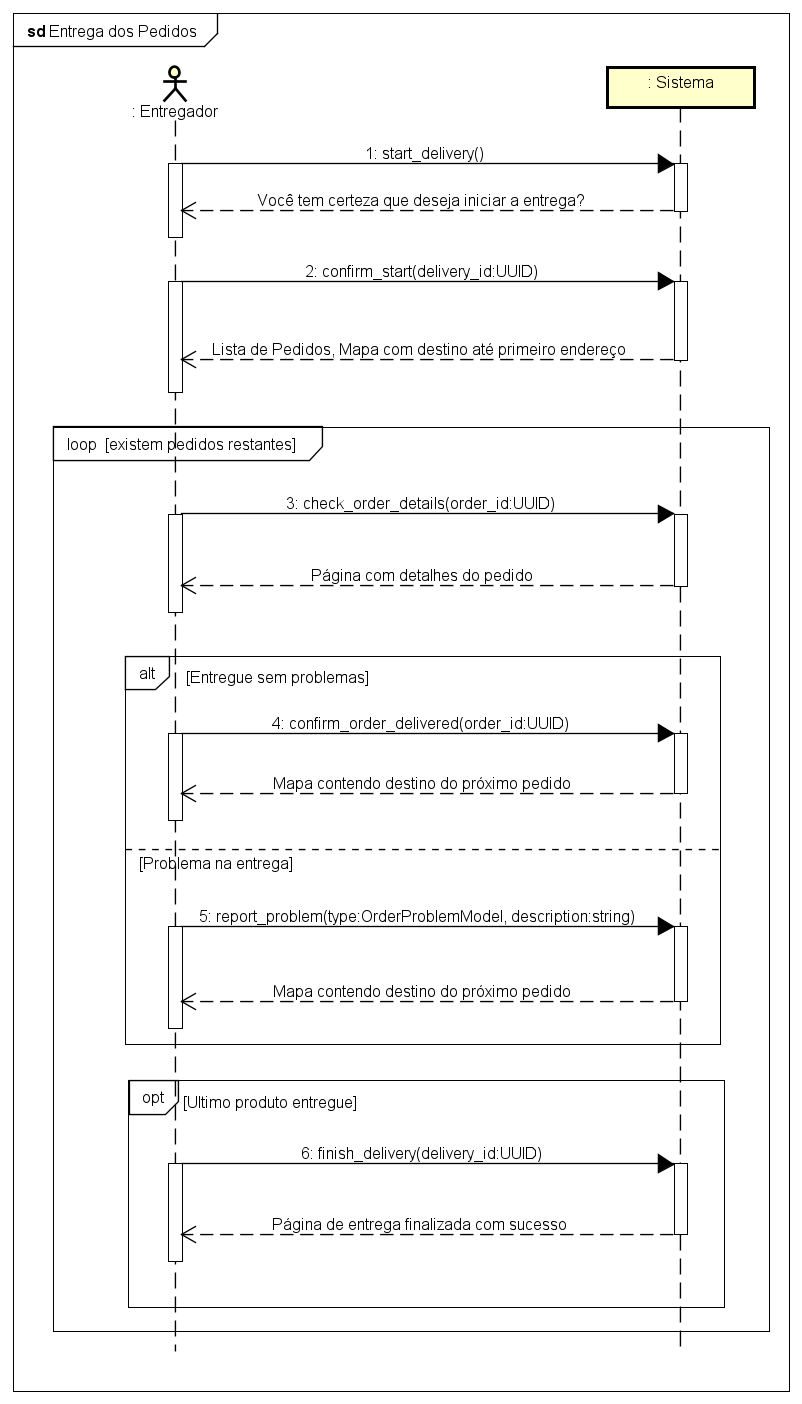 sd Entrega dos Pedidos
: Entregador
: Sistema
1: start_delivery()
Você tem certeza que deseja iniciar a entrega?
2: confirm_start(delivery_id:UUID)
Lista de Pedidos, Mapa com destino até primeiro endereço
loop [existem pedidos restantes]
3: check_order_details(order_id:UUID)
Página com detalhes do pedido
alt [Entregue sem problemas]
4: confirm_order_delivered(order_id:UUID)
Mapa contendo destino do próximo pedido
[Problema na entrega]
5: report_problem(type:OrderProblemModel, description:string)
Mapa contendo destino do próximo pedido
opt [Ultimo produto entregue]
6: finish_delivery(delivery_id:UUID)
Página de entrega finalizada com sucesso